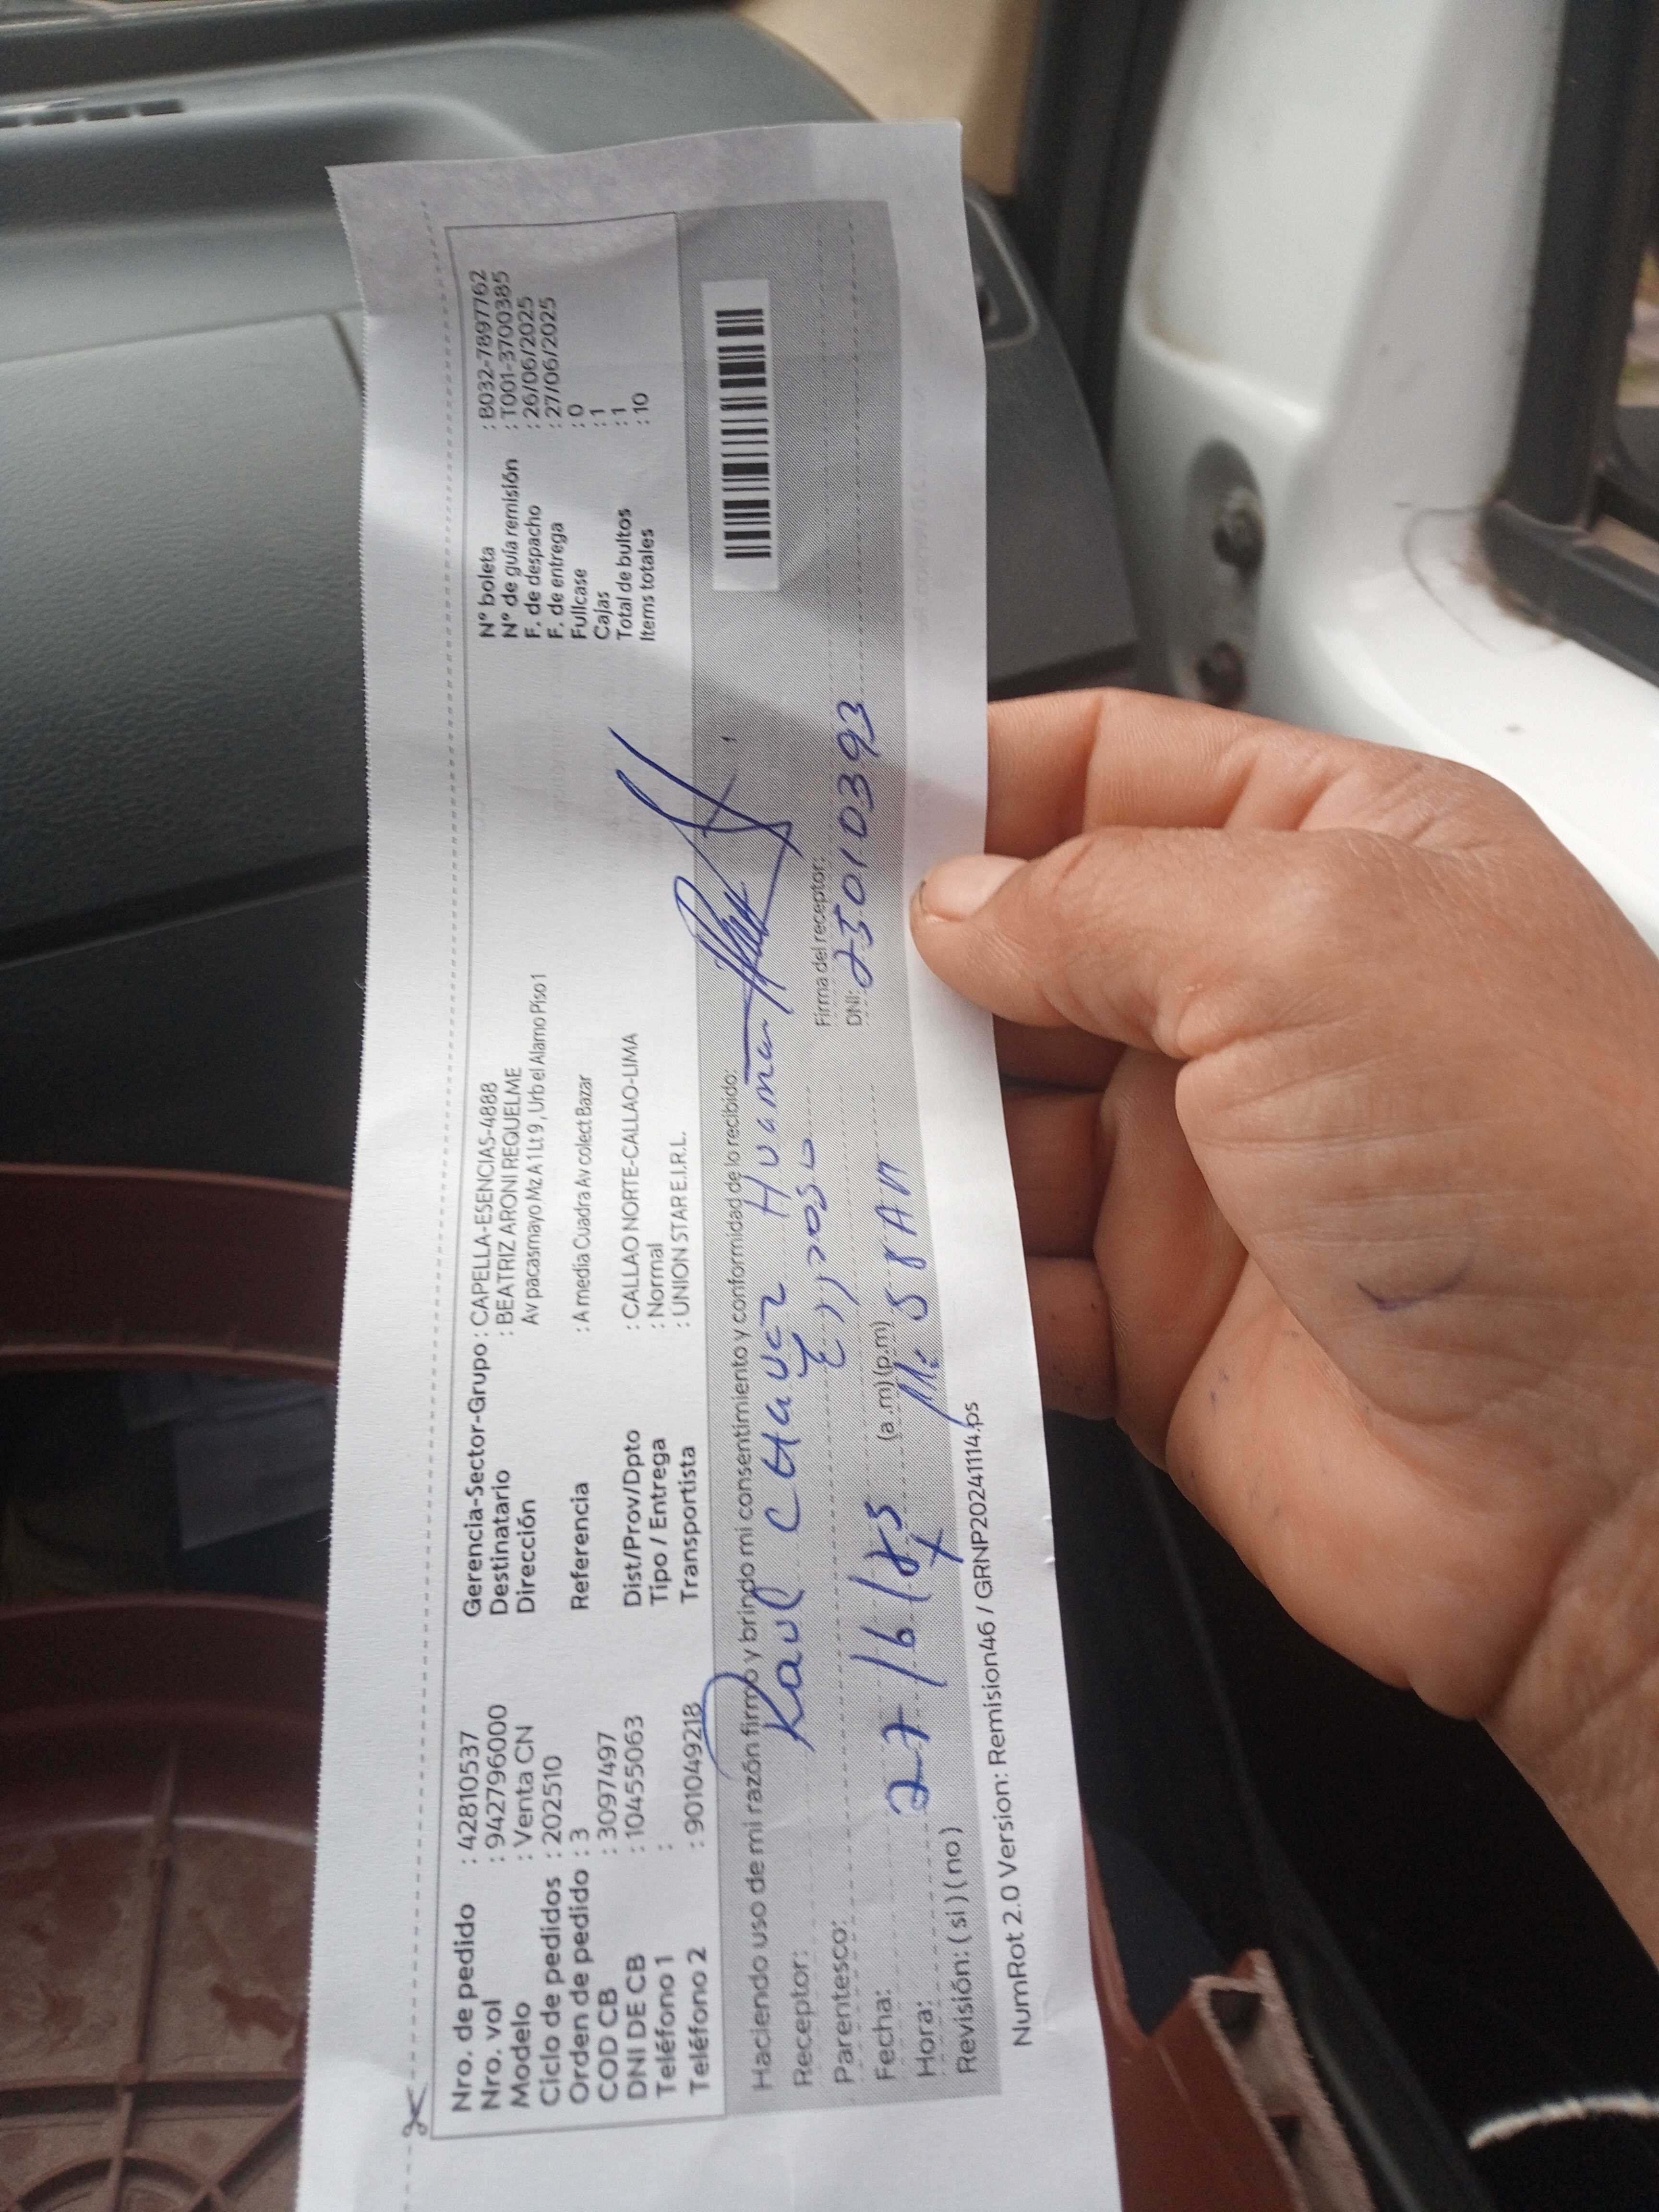 Nro. de pedido : 42810537
Nro. vol : 942796000
Modelo : Venta CN
Ciclo de pedidos : 202510
Orden de pedido : 3
COD CB : 3097497
DNI DE CB : 10455063
Teléfono 1 :
Teléfono 2 : 901049218
Gerencia-Sector-Grupo : CAPELLA-ESENCIAS-4888
Destinatario : BEATRIZ ARONI REQUELME
Dirección Av pacasmayo Mz A 1 Lt 9 , Urb el Alamo Piso 1
Referencia : A media Cuadra Av colect Bazar
Dist/Prov/Dpto : CALLAO NORTE-CALLAO-LIMA
Tipo / Entrega : Normal
Transportista : UNION STAR E.I.R.L.
N° boleta : B032-7897762
N° de guía remisión : T001-3700385
F. de despacho : 26/06/2025
F. de entrega : 27/06/2025
Fullcase : 0
Cajas : 1
Total de bultos : 1
Items totales : 10
Haciendo uso de mi razón firmo y brindo mi consentimiento y conformidad de lo recibido:
Receptor: Raul CHAVEZ Huaman
Parentesco: Esposo
Fecha: 27/6/25
Hora: (a .m) (p.m) 11:58 AM
Revisión: ( si ) ( no )
Firma del receptor:
DNI: 25010393
NumRot 2.0 Version: Remision46 / GRNP20241114.ps